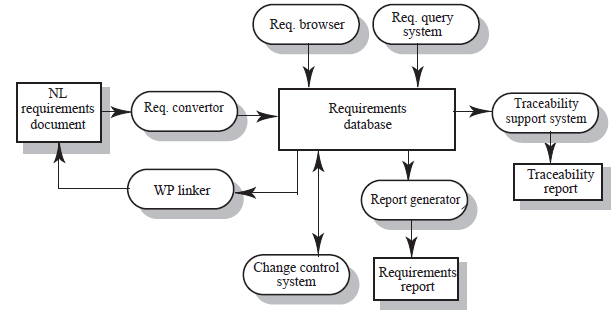 Req. browser
Req. query
system
NL
requirements
document
Req. convertor
Requirements
database
Traceability
support system
Traceability
report
WP linker
Report generator
Change control
system
Requirements
report